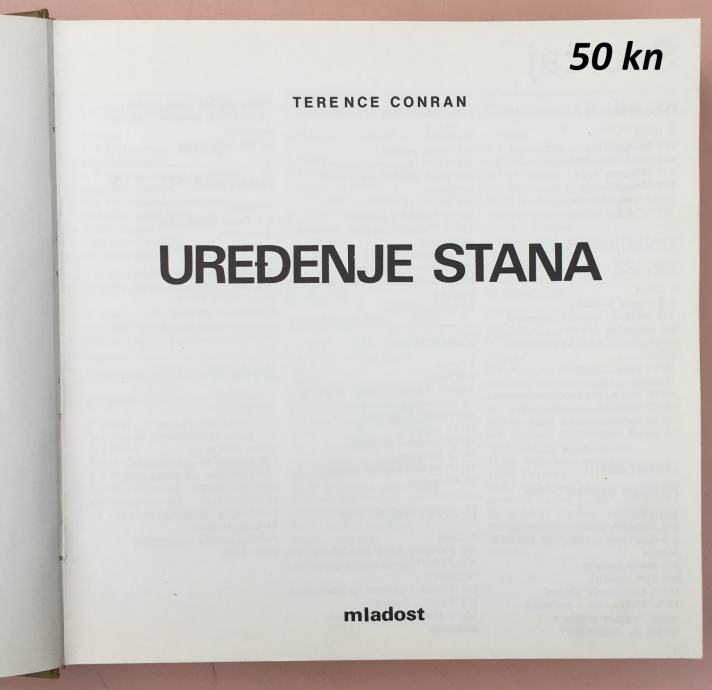 50 kn
TERENCE CONRAN
UREĐENJE STANA
mladost